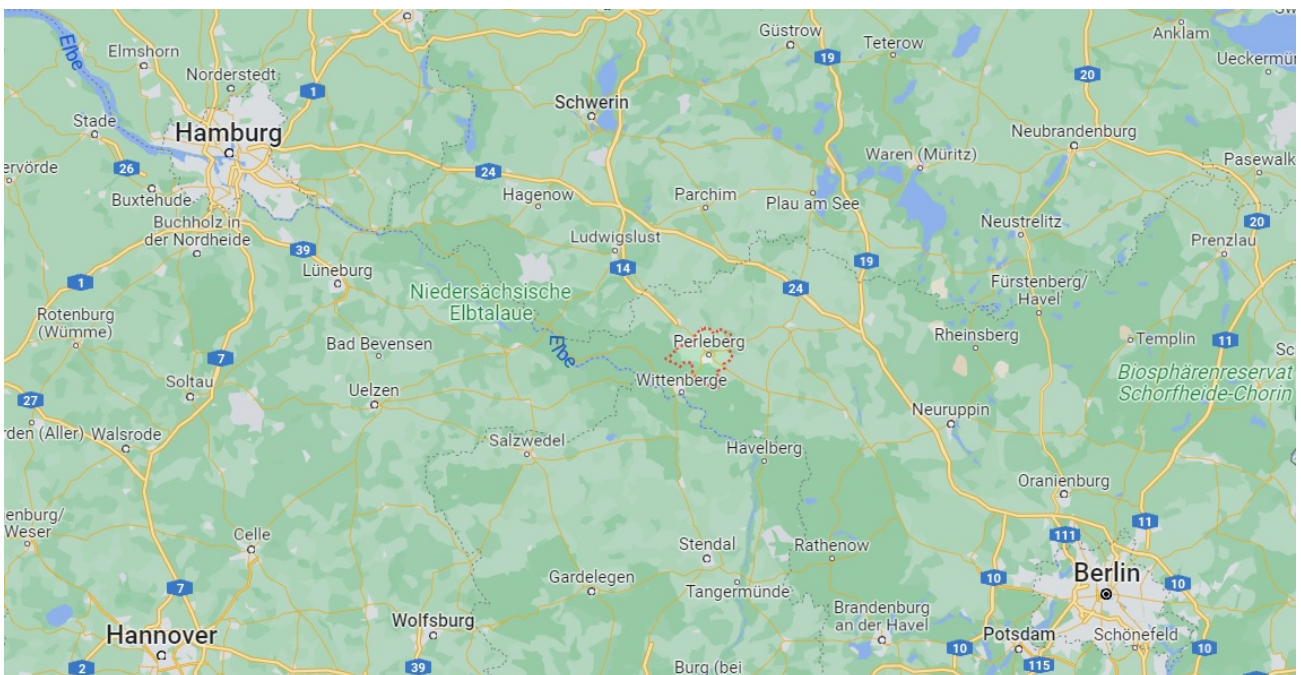 Elbe
Elmshorn
Norderstedt
1
Güstrow
19
Teterow
Anklam
Ueckermün
20
Schwerin
Stade
Hamburg
Neubrandenburg
ervörde
26
24
Waren (Müritz)
Pasewalk
Buxtehude
Hagenow
Parchim
Plau am See
Buchholz in
der Nordheide
39
Ludwigslust
Neustrelitz
20
Prenzlau
1
Lüneburg
14
19
24
Niedersächsische
Elbtalaue
Fürstenberg/
Havel
Rotenburg
(Wümme)
Bad Bevensen
Elbe
Perleberg
Rheinsberg
Templin
11
7
Soltau
Uelzen
Wittenberge
Biosphärenreservat
Schorfheide-Chorin
27
rden (Aller)
Walsrode
Salzwedel
Neuruppin
Havelberg
Oranienburg
enburg/
Weser
Celle
Stendal
Rathenow
111
11
7
Gardelegen
Tangermünde
10
Berlin
10
Hannover
Wolfsburg
Brandenburg
an der Havel
Potsdam
Schönefeld
2
39
Burg (bei
10
115